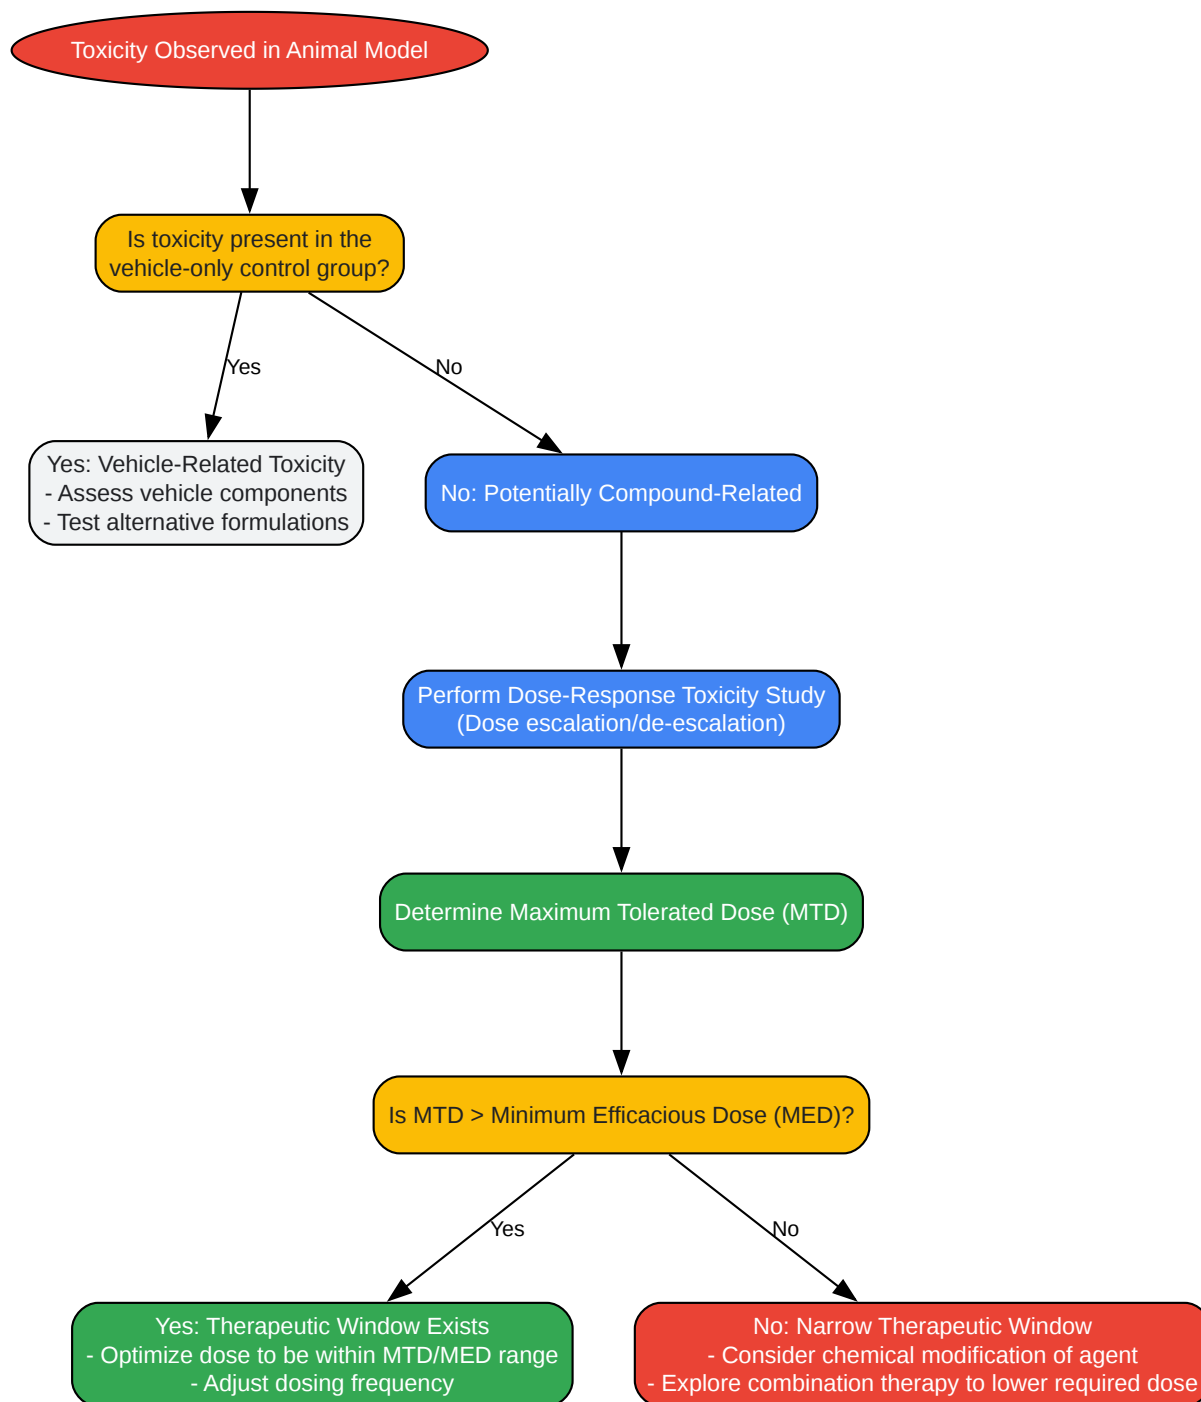 Toxicity Observed in Animal Model
Is toxicity present in the
vehicle-only control group?
Yes
No
Yes: Vehicle-Related Toxicity
- Assess vehicle components
- Test alternative formulations
No: Potentially Compound-Related
Perform Dose-Response Toxicity Study
(Dose escalation/de-escalation)
Determine Maximum Tolerated Dose (MTD)
Is MTD > Minimum Efficacious Dose (MED)?
Yes
No
Yes: Therapeutic Window Exists
- Optimize dose to be within MTD/MED range
- Adjust dosing frequency
No: Narrow Therapeutic Window
- Consider chemical modification of agent
- Explore combination therapy to lower required dose